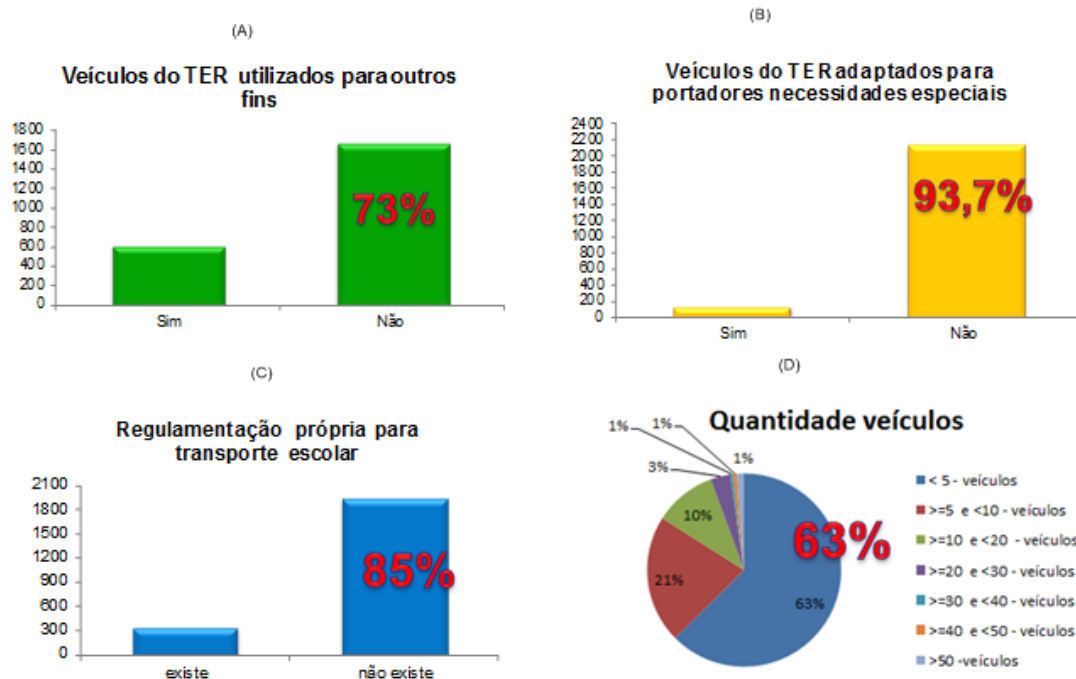 (A)
Veículos do TER utilizados para outros
fins
1800
1600
1400
1200
1000
800
600
400
200
0
73%
Sim
Não
(B)
Veículos do TER adaptados para
portadores necessidades especiais
2400
2200
2000
1800
1600
1400
1200
1000
800
600
400
200
0
93,7%
Sim
Não
(C)
Regulamentação própria para
transporte escolar
2100
1800
1500
1200
900
600
300
0
85%
existe
não existe
(D)
Quantidade veículos
1%
1%
1%
3%
10%
21%
63%
63%
< 5 - veículos
>=5 e <10 - veículos
>=10 e <20 - veículos
>=20 e <30 - veículos
>=30 e <40 - veículos
>=40 e <50 - veículos
>50 -veículos